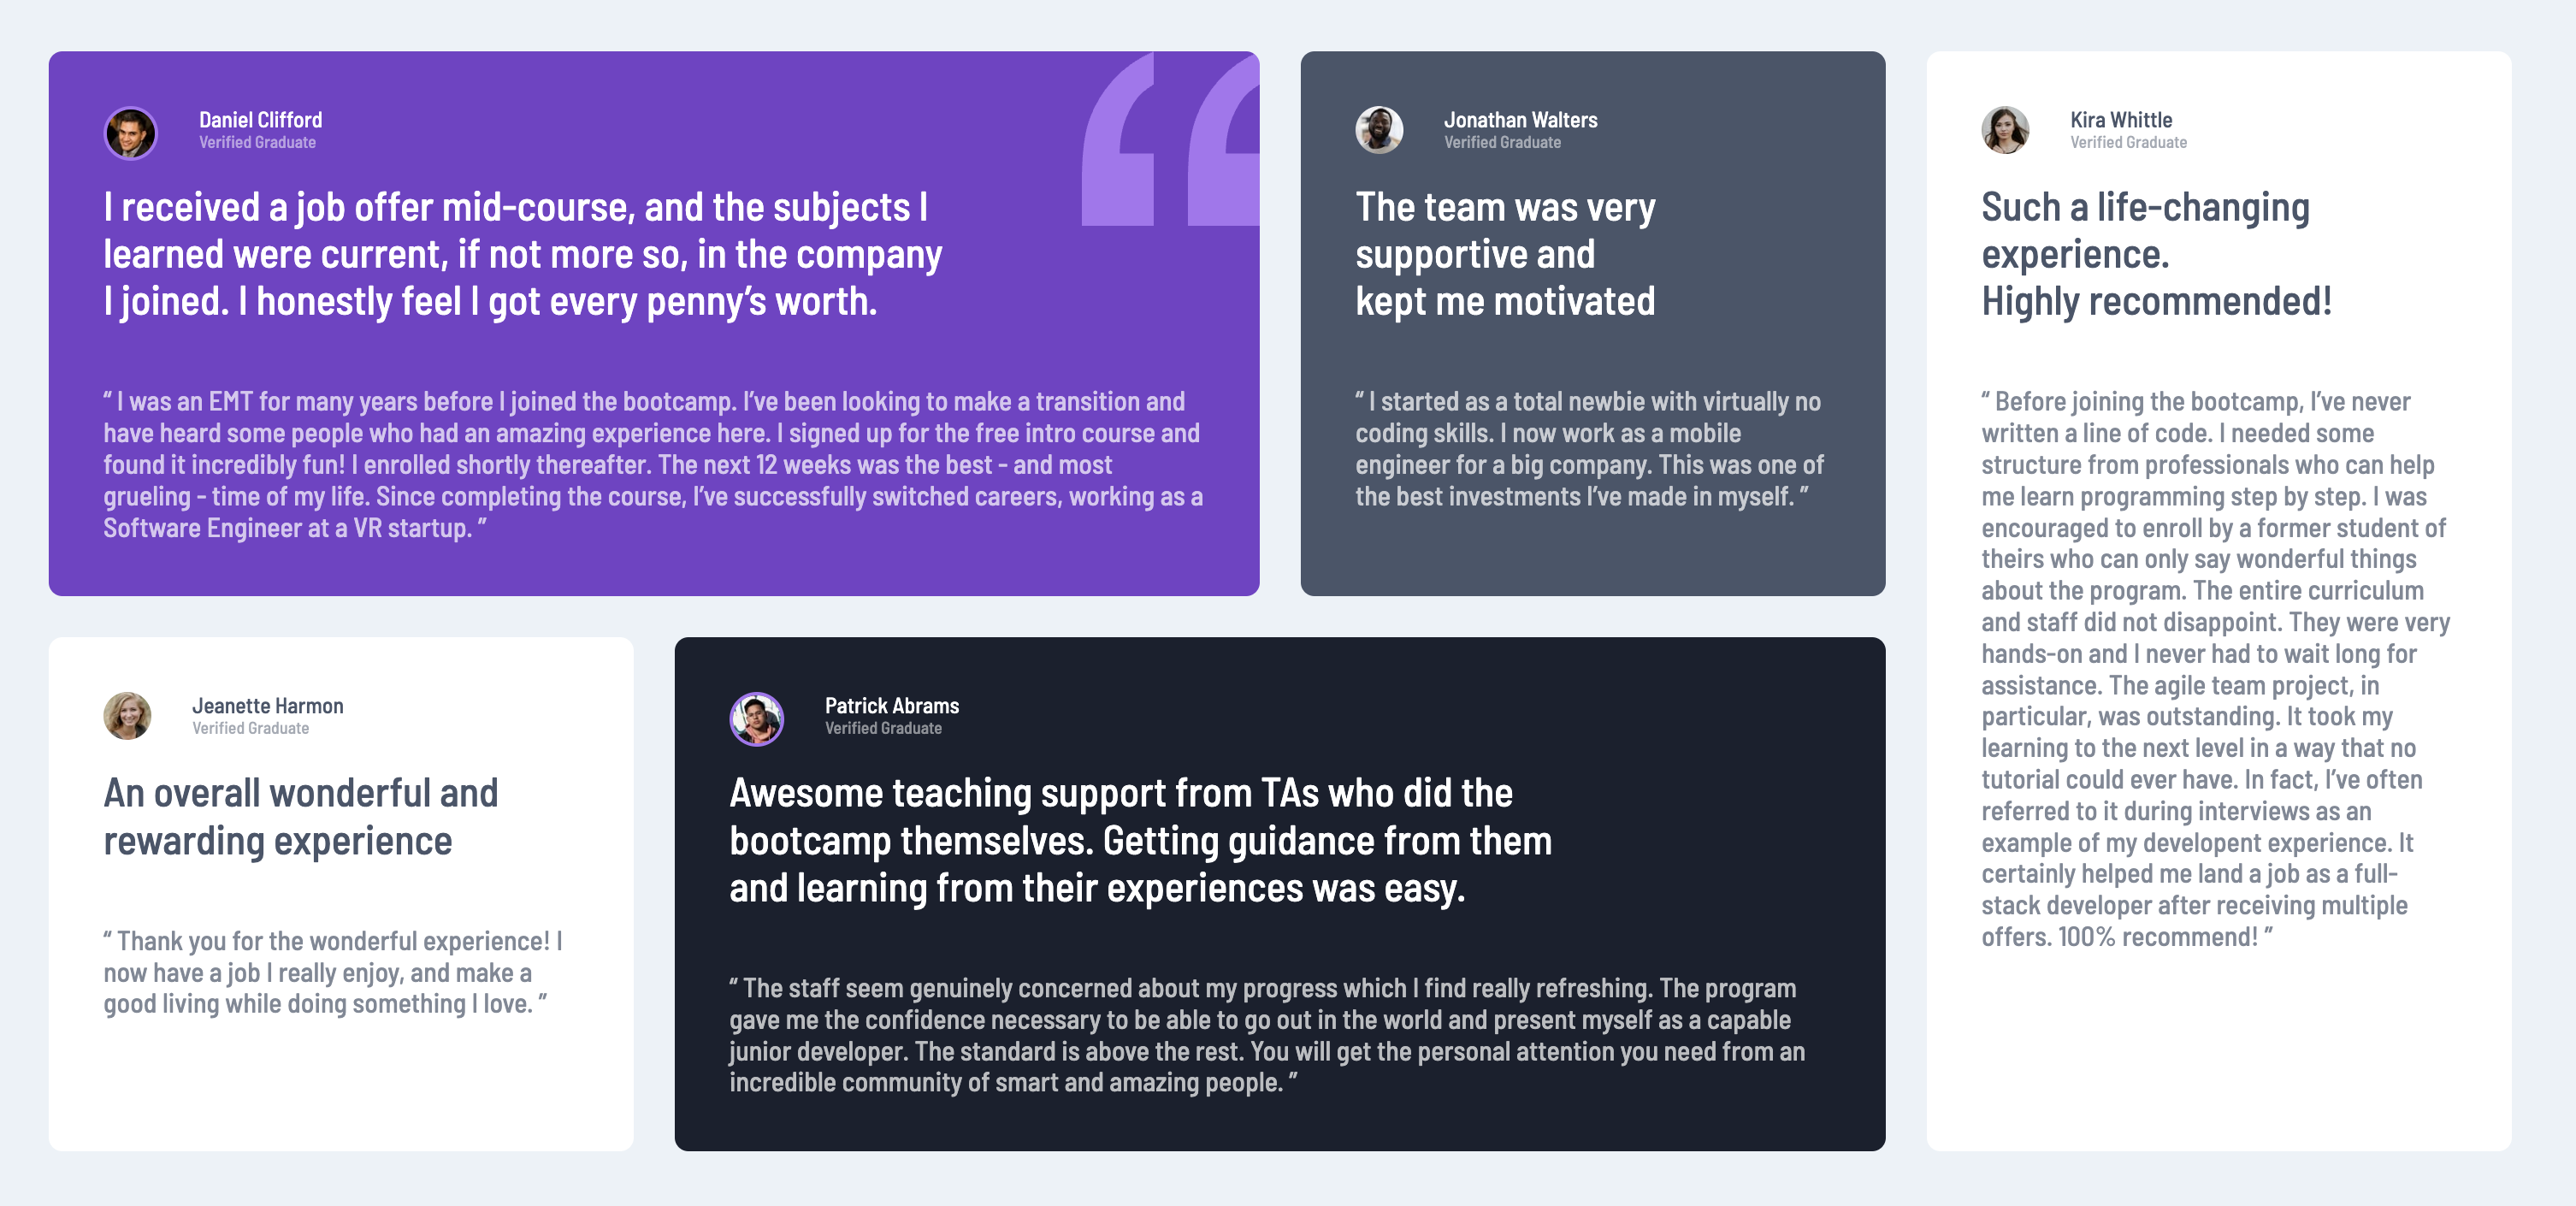 Daniel Clifford
Verified Graduate
I received a job offer mid-course, and the subjects I
learned were current, if not more so, in the company
I joined. I honestly feel I got every penny’s worth.
“ I was an EMT for many years before I joined the bootcamp. I’ve been looking to make a transition and
have heard some people who had an amazing experience here. I signed up for the free intro course and
found it incredibly fun! I enrolled shortly thereafter. The next 12 weeks was the best - and most
grueling - time of my life. Since completing the course, I’ve successfully switched careers, working as a
Software Engineer at a VR startup. ”
Jonathan Walters
Verified Graduate
The team was very
supportive and
kept me motivated
“ I started as a total newbie with virtually no
coding skills. I now work as a mobile
engineer for a big company. This was one of
the best investments I’ve made in myself. ”
Kira Whittle
Verified Graduate
Such a life-changing
experience.
Highly recommended!
“ Before joining the bootcamp, I’ve never
written a line of code. I needed some
structure from professionals who can help
me learn programming step by step. I was
encouraged to enroll by a former student of
theirs who can only say wonderful things
about the program. The entire curriculum
and staff did not disappoint. They were very
hands-on and I never had to wait long for
assistance. The agile team project, in
particular, was outstanding. It took my
learning to the next level in a way that no
tutorial could ever have. In fact, I’ve often
referred to it during interviews as an
example of my developent experience. It
certainly helped me land a job as a full-
stack developer after receiving multiple
offers. 100% recommend! ”
Jeanette Harmon
Verified Graduate
An overall wonderful and
rewarding experience
“ Thank you for the wonderful experience! I
now have a job I really enjoy, and make a
good living while doing something I love. ”
Patrick Abrams
Verified Graduate
Awesome teaching support from TAs who did the
bootcamp themselves. Getting guidance from them
and learning from their experiences was easy.
“ The staff seem genuinely concerned about my progress which I find really refreshing. The program
gave me the confidence necessary to be able to go out in the world and present myself as a capable
junior developer. The standard is above the rest. You will get the personal attention you need from an
incredible community of smart and amazing people. ”